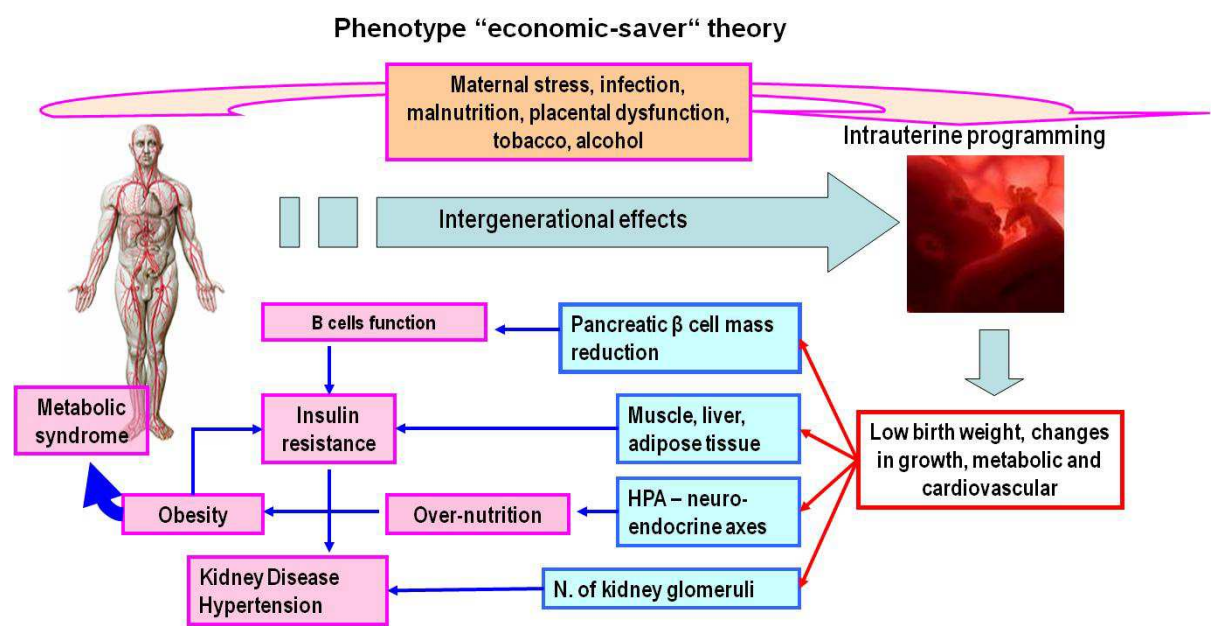 Phenotype “economic-saver“ theory
Maternal stress, infection,
malnutrition, placental dysfunction,
tobacco, alcohol
Intrauterine programming
Intergenerational effects
B cells function
Pancreatic β cell mass
reduction
Metabolic
syndrome
Insulin
resistance
Muscle, liver,
adipose tissue
Low birth weight, changes
in growth, metabolic and
cardiovascular
Obesity
Over-nutrition
HPA – neuro-
endocrine axes
Kidney Disease
Hypertension
N. of kidney glomeruli